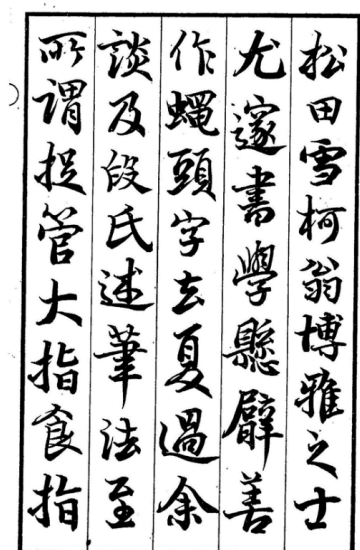 松田雪柯翁博雅之士
尤邃書學懸臂善
作蠅頭字去夏過余
談及段氏述筆法至
所謂捉管大指食指